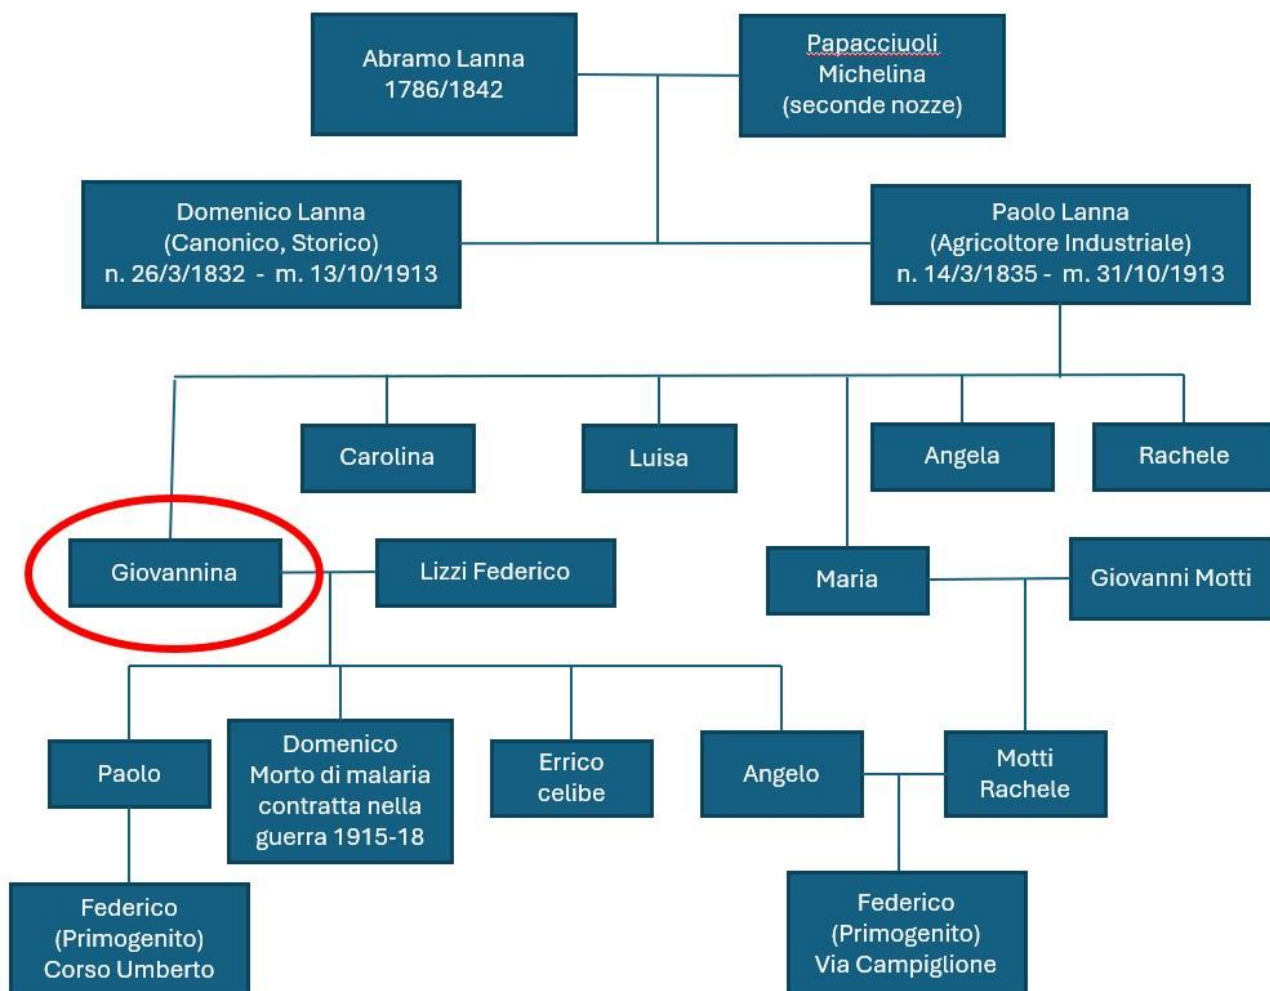 Abramo Lanna
1786/1842
Papacciuoli
Michelina
(seconde nozze)
Domenico Lanna
(Canonico, Storico)
n. 26/3/1832 - m. 13/10/1913
Paolo Lanna
(Agricoltore Industriale)
n. 14/3/1835 - m. 31/10/1913
Carolina
Luisa
Angela
Rachele
Giovannina
Lizzi Federico
Maria
Giovanni Motti
Paolo
Domenico
Morto di malaria
contratta nella
guerra 1915-18
Errico
celibe
Angelo
Motti
Rachele
Federico
(Primogenito)
Corso Umberto
Federico
(Primogenito)
Via Campiglione